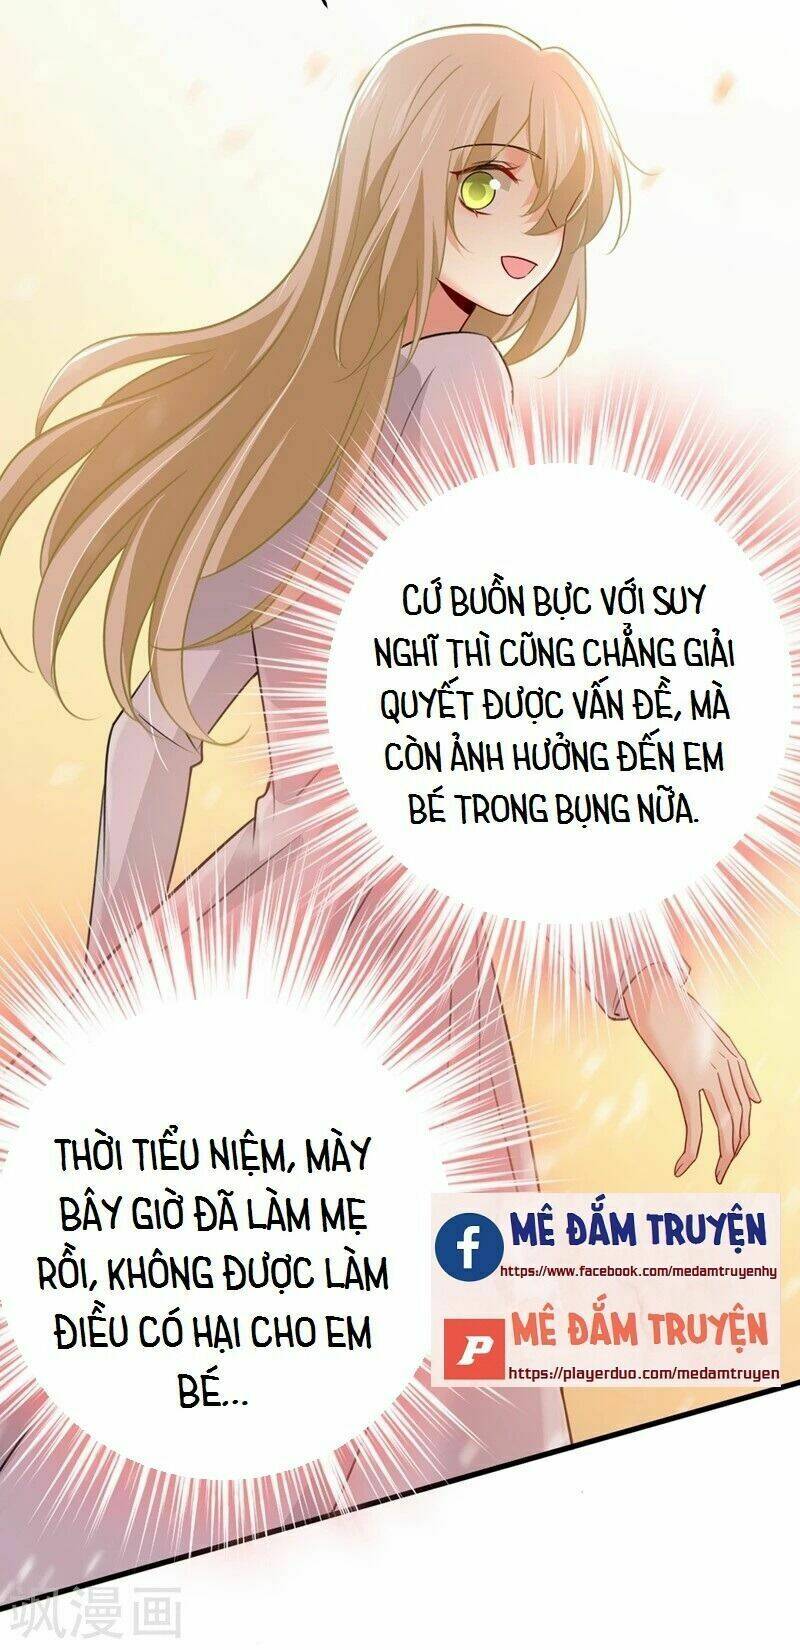 CỨ BUỒN BỰC VỚI SUY
NGHĨ THÌ CŨNG CHẲNG GIẢI
QUYẾT ĐƯỢC VẤN ĐỀ, MÀ
CÒN ẢNH HƯỞNG ĐẾN EM
BÉ TRONG BỤNG NỮA.
THỜI TIỂU NIỆM, MÀY
BÂY GIỜ ĐÃ LÀM MẸ
RỒI, KHÔNG ĐƯỢC LÀM
ĐIỀU CÓ HẠI CHO EM
BÉ...
f MÊ ĐẮM TRUYỆN
https://www.facebook.com/medamtruyenhy
P MÊ ĐẮM TRUYỆN
https://playerduo.com/medamtruyen
飒漫画